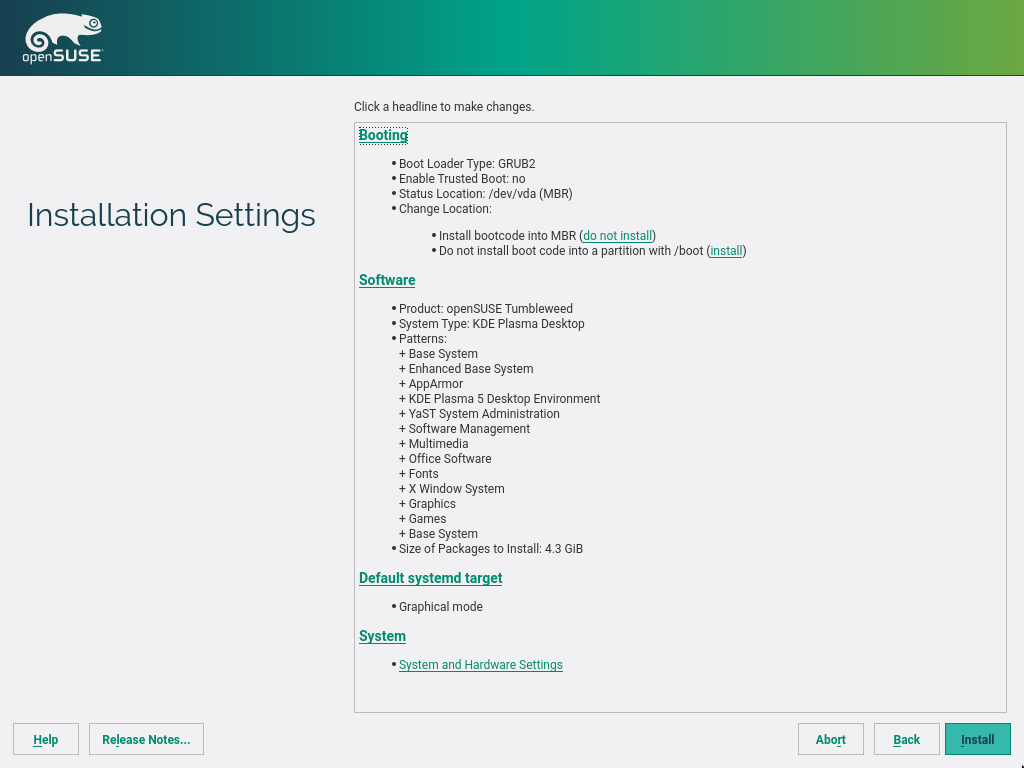 openSUSE
Click a headline to make changes.
Installation Settings
Booting
• Boot Loader Type: GRUB2
• Enable Trusted Boot: no
• Status Location: /dev/vda (MBR)
• Change Location:
• Install bootcode into MBR (do not install)
• Do not install boot code into a partition with /boot (install)
Software
• Product: openSUSE Tumbleweed
• System Type: KDE Plasma Desktop
• Patterns:
+ Base System
+ Enhanced Base System
+ AppArmor
+ KDE Plasma 5 Desktop Environment
+ YaST System Administration
+ Software Management
+ Multimedia
+ Office Software
+ Fonts
+ X Window System
+ Graphics
+ Games
+ Base System
• Size of Packages to Install: 4.3 GiB
Default systemd target
• Graphical mode
System
• System and Hardware Settings
Help Release Notes... Abort Back Install